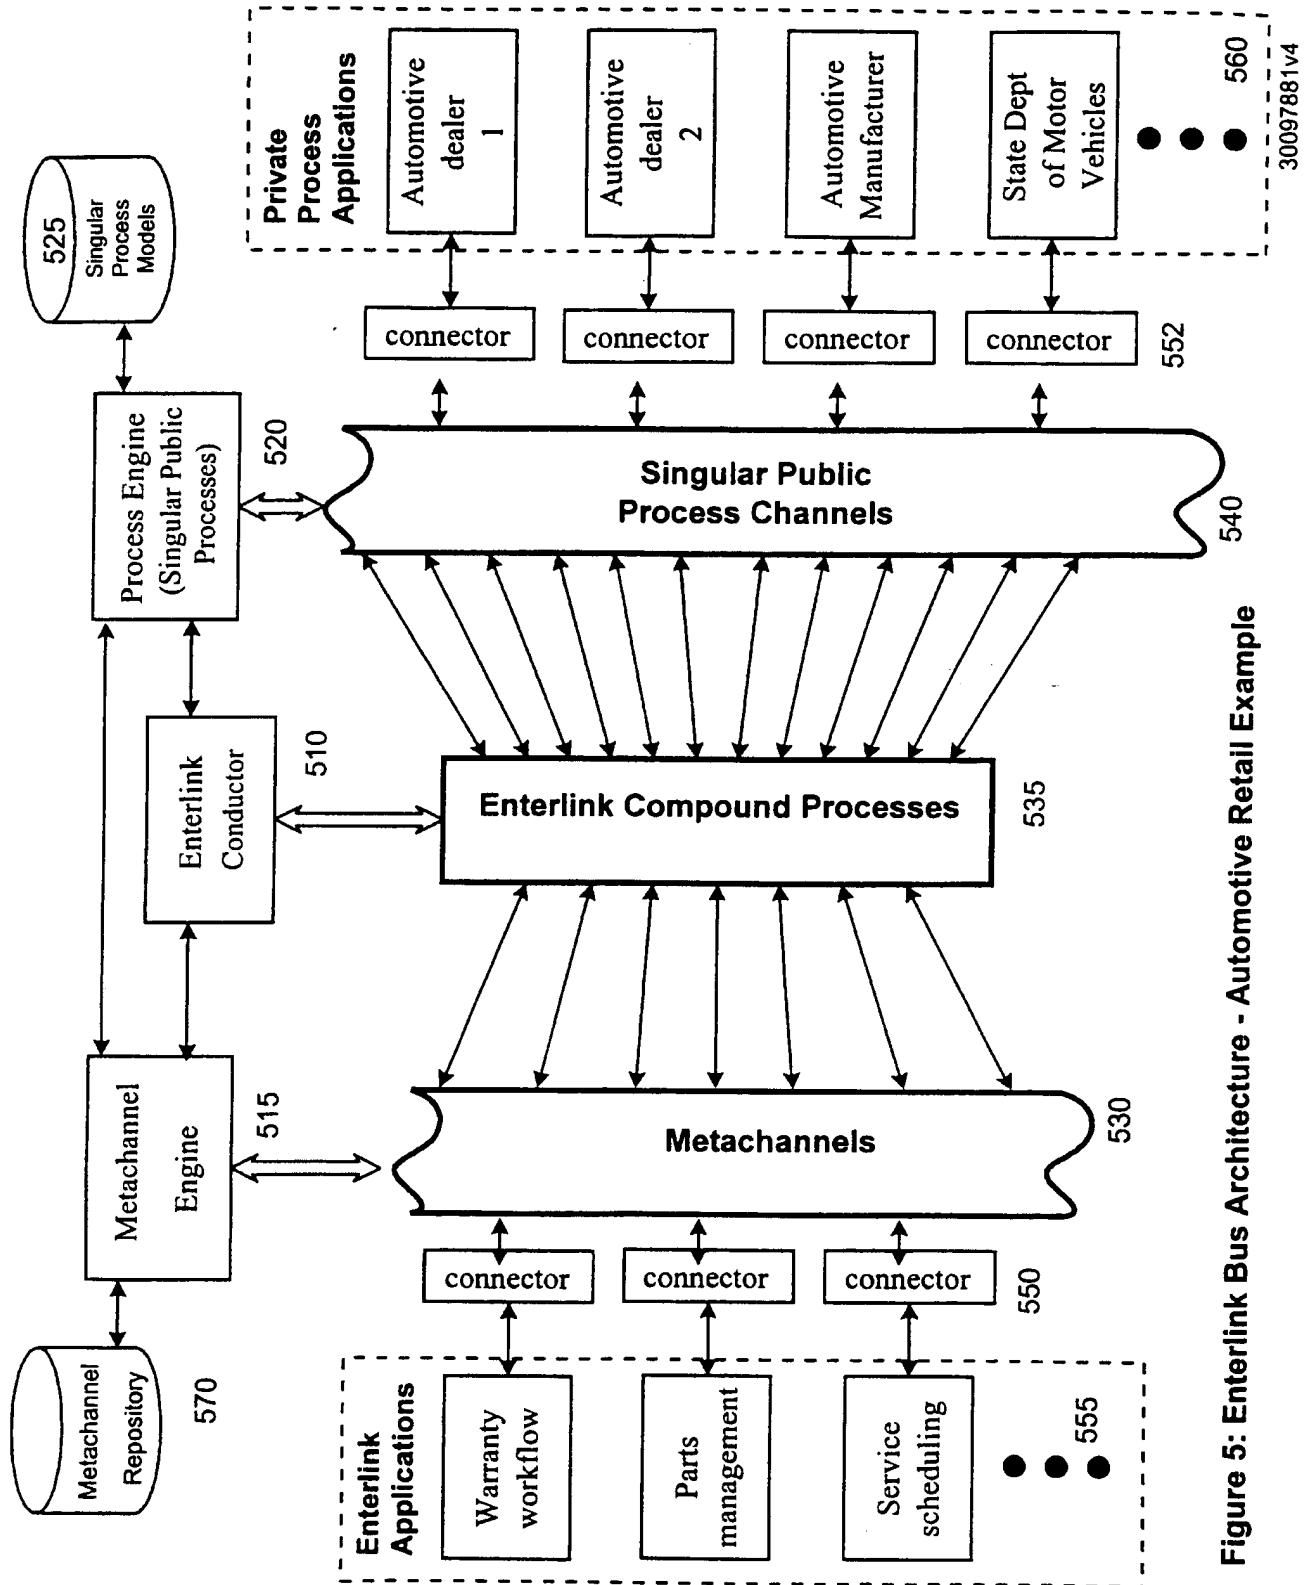 Metachannel
Repository
570
Metachannel
Engine
515
Enterlink
Conductor
510
Process Engine
(Singular Public
Processes)
520
525
Singular
Process
Models
Enterlink
Applications
Warranty
workflow
Parts
management
Service
scheduling
555
connector
connector
connector
550
Metachannels
530
Enterlink Compound Processes
535
Singular Public
Process Channels
540
connector
connector
connector
connector
552
Private
Process
Applications
Automotive
dealer
1
Automotive
dealer
2
Automotive
Manufacturer
State Dept
of Motor
Vehicles
560
Figure 5: Enterlink Bus Architecture - Automotive Retail Example
30097881v4